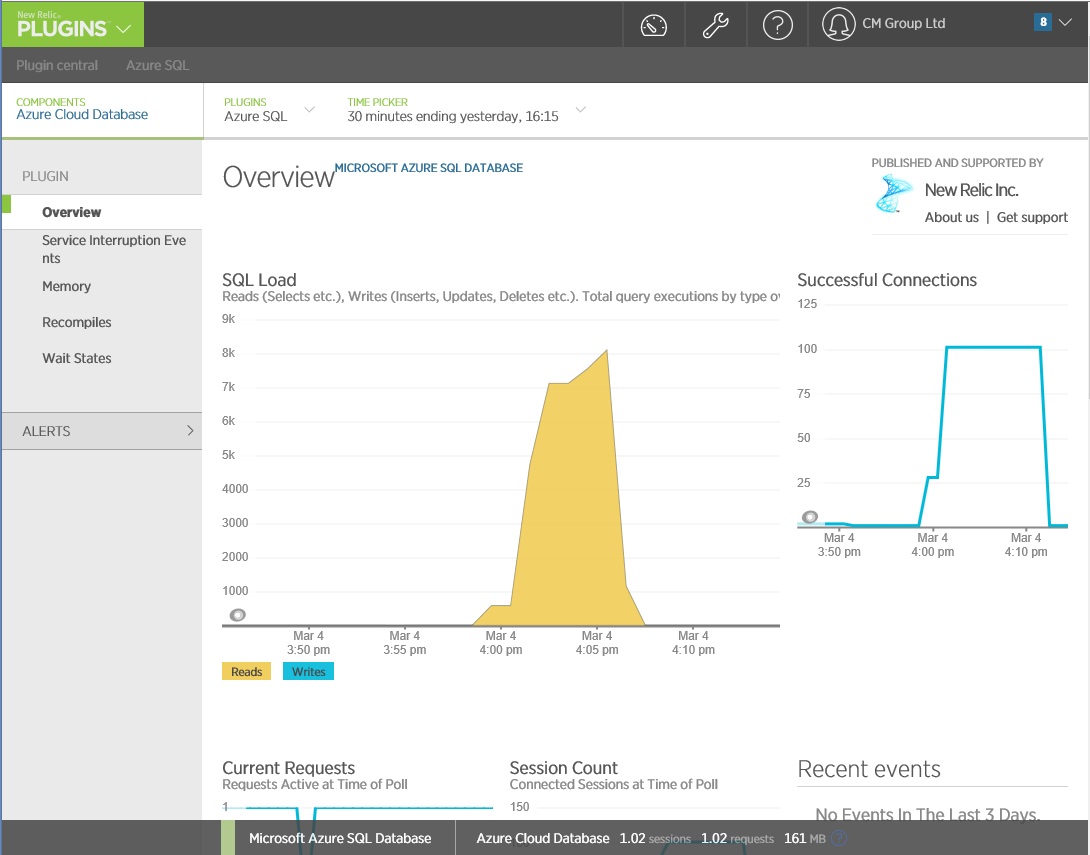 New Relic
PLUGINS
CM Group Ltd
8
Plugin central Azure SQL
COMPONENTS
Azure Cloud Database
PLUGINS
Azure SQL
TIME PICKER
30 minutes ending yesterday, 16:15
PLUGIN
Overview
Service Interruption Eve
nts
Memory
Recompiles
Wait States
ALERTS
Overview MICROSOFT AZURE SQL DATABASE
PUBLISHED AND SUPPORTED BY
New Relic Inc.
About us | Get support
SQL Load
Reads (Selects etc.), Writes (Inserts, Updates, Deletes etc.). Total query executions by type ov
9k
8k
7k
6k
5k
4000
3000
2000
1000
Mar 4 Mar 4 Mar 4 Mar 4 Mar 4
3:50 pm 3:55 pm 4:00 pm 4:05 pm 4:10 pm
Reads Writes
Successful Connections
125
100
75
50
25
Mar 4 Mar 4 Mar 4
3:50 pm 4:00 pm 4:10 pm
Current Requests
Requests Active at Time of Poll
1
Session Count
Connected Sessions at Time of Poll
150
Recent events
No Events In The Last 3 Days.
Microsoft Azure SQL Database Azure Cloud Database 1.02 sessions 1.02 requests 161 MB ?